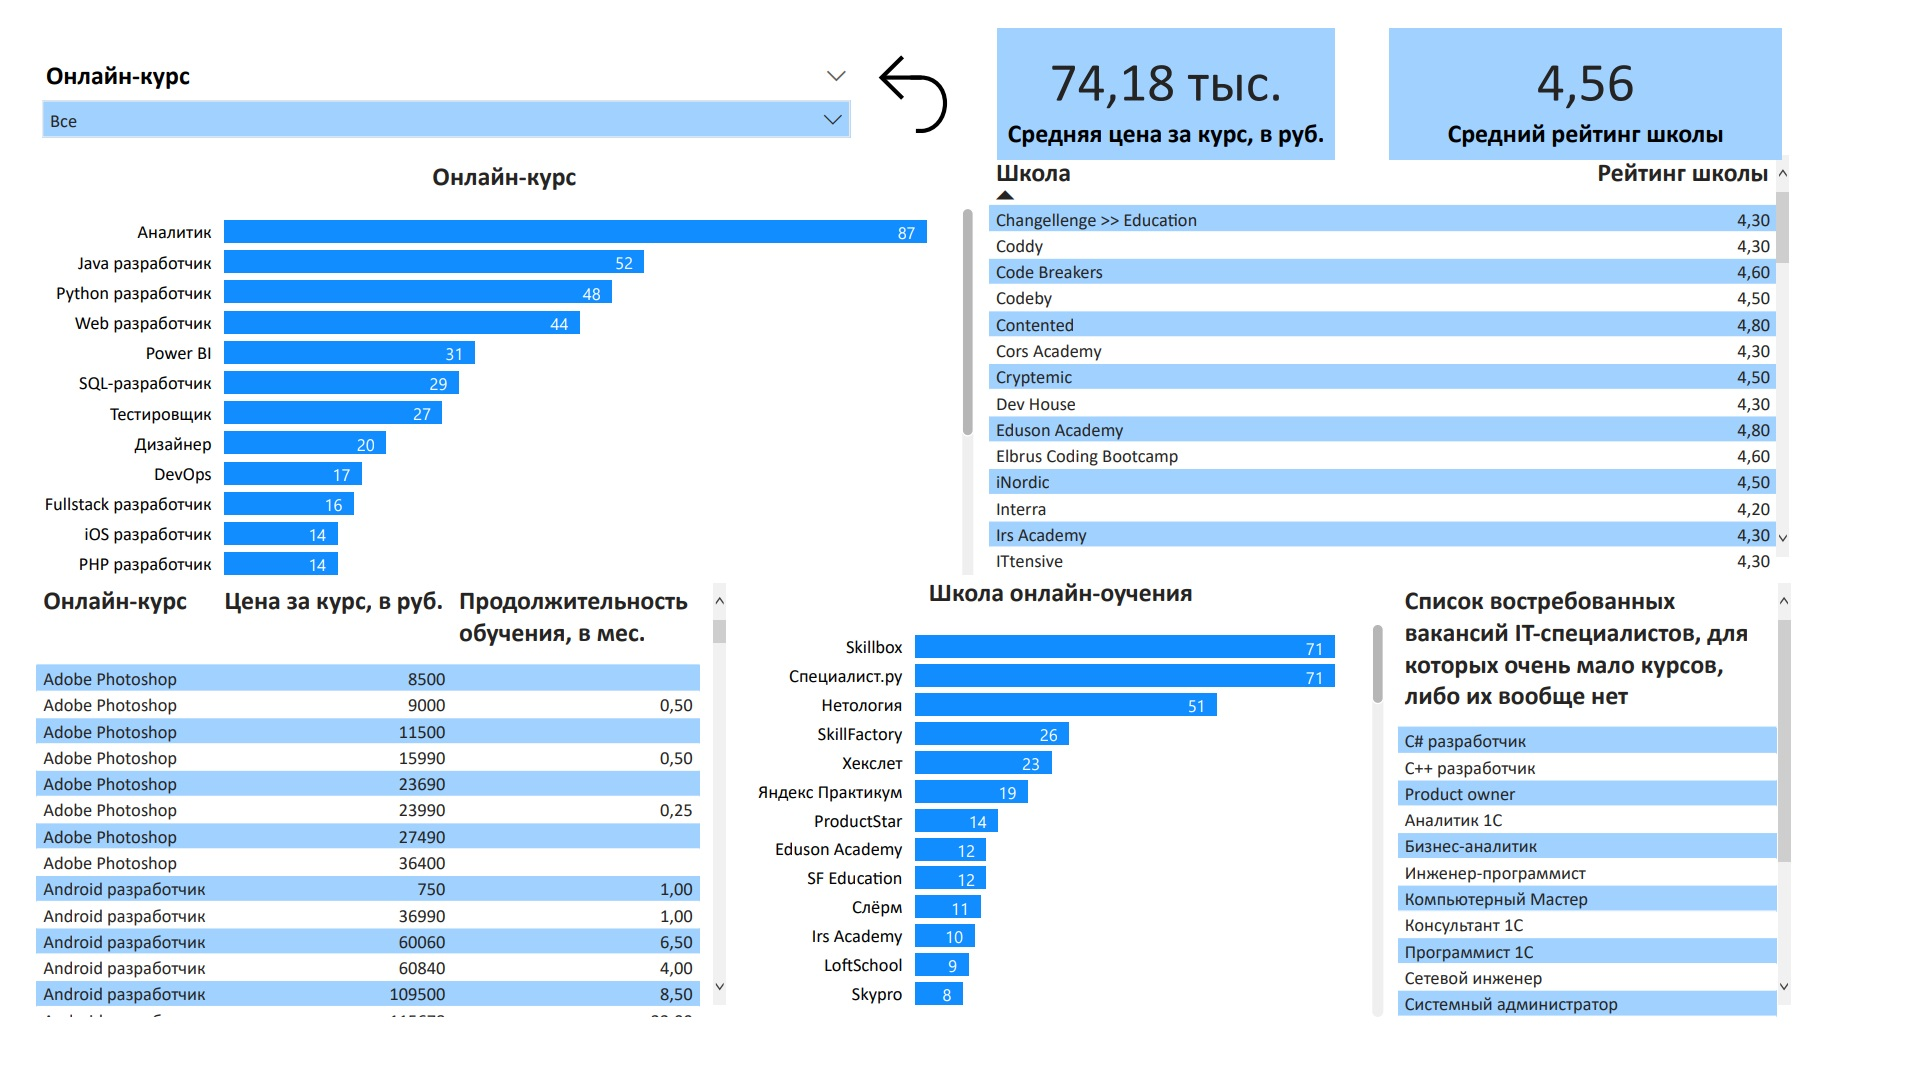 Онлайн-курс
Все
74,18 тыс.
Средняя цена за курс, в руб.
4,56
Средний рейтинг школы
Онлайн-курс
Аналитик 87
Java разработчик 52
Python разработчик 48
Web разработчик 44
Power BI 31
SQL-разработчик 29
Тестировщик 27
Дизайнер 20
DevOps 17
Fullstack разработчик 16
iOS разработчик 14
PHP разработчик 14
Школа Рейтинг школы
Changellenge >> Education 4,30
Coddy 4,30
Code Breakers 4,60
Codeby 4,50
Contented 4,80
Cors Academy 4,30
Cryptemic 4,50
Dev House 4,30
Eduson Academy 4,80
Elbrus Coding Bootcamp 4,60
iNordic 4,50
Interra 4,20
Irs Academy 4,30
ITtensive 4,30
Онлайн-курс Цена за курс, в руб. Продолжительность
обучения, в мес.
Adobe Photoshop 8500
Adobe Photoshop 9000 0,50
Adobe Photoshop 11500
Adobe Photoshop 15990 0,50
Adobe Photoshop 23690
Adobe Photoshop 23990 0,25
Adobe Photoshop 27490
Adobe Photoshop 36400
Android разработчик 750 1,00
Android разработчик 36990 1,00
Android разработчик 60060 6,50
Android разработчик 60840 4,00
Android разработчик 109500 8,50
Школа онлайн-оучения
Skillbox 71
Специалист.ру 71
Нетология 51
SkillFactory 26
Хекслет 23
Яндекс Практикум 19
ProductStar 14
Eduson Academy 12
SF Education 12
Слёрм 11
Irs Academy 10
LoftSchool 9
Skypro 8
Список востребованных
вакансий IT-специалистов, для
которых очень мало курсов,
либо их вообще нет
C# разработчик
C++ разработчик
Product owner
Аналитик 1С
Бизнес-аналитик
Инженер-программист
Компьютерный Мастер
Консультант 1С
Программист 1С
Сетевой инженер
Системный администратор